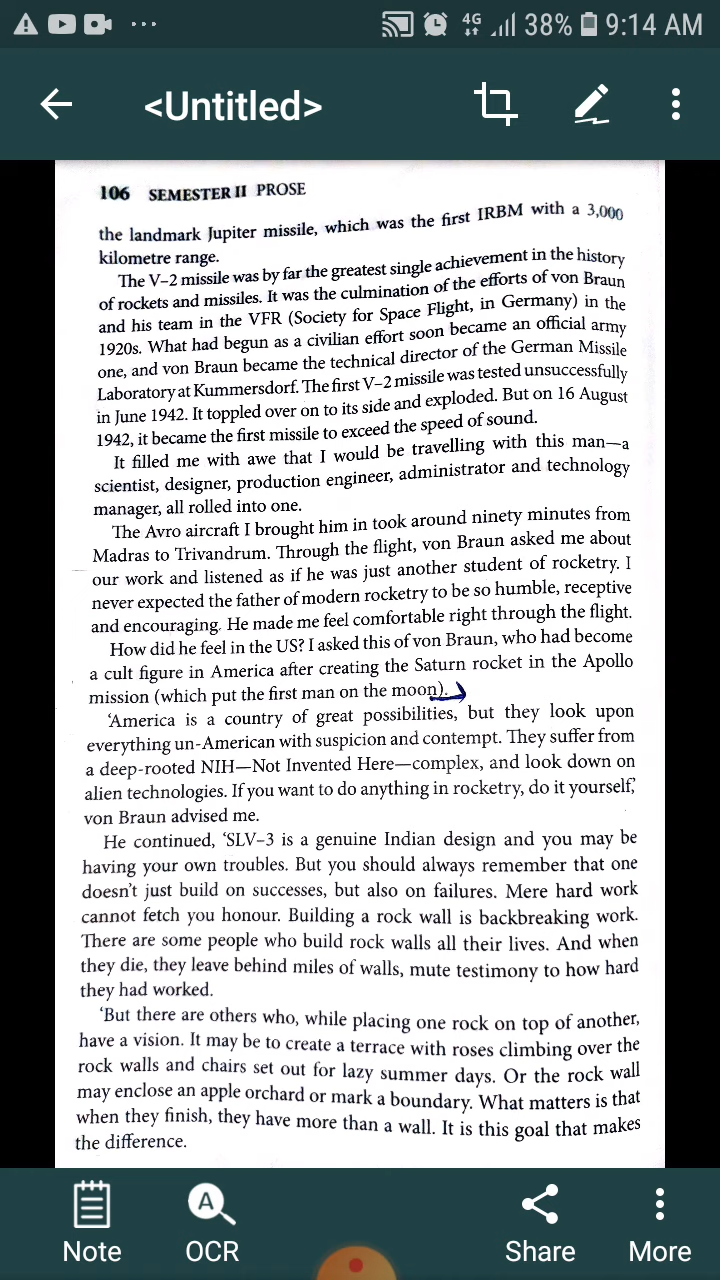 4G 38% 9:14 AM
<Untitled>
106 SEMESTER II PROSE
the landmark Jupiter missile, which was the first IRBM with a 3,000
kilometre range.
The V–2 missile was by far the greatest single achievement in the history
of rockets and missiles. It was the culmination of the efforts of von Braun
and his team in the VFR (Society for Space Flight, in Germany) in the
1920s. What had begun as a civilian effort soon became an official army
one, and von Braun became the technical director of the German Missile
Laboratory at Kummersdorf. The first V–2 missile was tested unsuccessfully
in June 1942. It toppled over on to its side and exploded. But on 16 August
1942, it became the first missile to exceed the speed of sound.
It filled me with awe that I would be travelling with this man—a
scientist, designer, production engineer, administrator and technology
manager, all rolled into one.
The Avro aircraft I brought him in took around ninety minutes from
Madras to Trivandrum. Through the flight, von Braun asked me about
our work and listened as if he was just another student of rocketry. I
never expected the father of modern rocketry to be so humble, receptive
and encouraging. He made me feel comfortable right through the flight.
How did he feel in the US? I asked this of von Braun, who had become
a cult figure in America after creating the Saturn rocket in the Apollo
mission (which put the first man on the moon).
‘America is a country of great possibilities, but they look upon
everything un-American with suspicion and contempt. They suffer from
a deep-rooted NIH—Not Invented Here—complex, and look down on
alien technologies. If you want to do anything in rocketry, do it yourself,’
von Braun advised me.
He continued, ‘SLV–3 is a genuine Indian design and you may be
having your own troubles. But you should always remember that one
doesn’t just build on successes, but also on failures. Mere hard work
cannot fetch you honour. Building a rock wall is backbreaking work.
There are some people who build rock walls all their lives. And when
they die, they leave behind miles of walls, mute testimony to how hard
they had worked.
‘But there are others who, while placing one rock on top of another,
have a vision. It may be to create a terrace with roses climbing over the
rock walls and chairs set out for lazy summer days. Or the rock wall
may enclose an apple orchard or mark a boundary. What matters is that
when they finish, they have more than a wall. It is this goal that makes
the difference.
A
Note OCR Share More